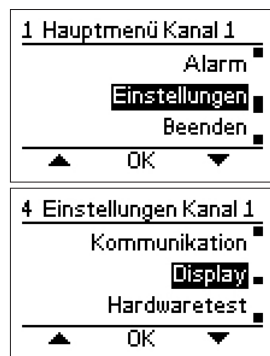 1 Hauptmenü Kanal 1
Alarm
Einstellungen
Beenden
OK
4 Einstellungen Kanal 1
Kommunikation
Display
Hardwaretest
OK